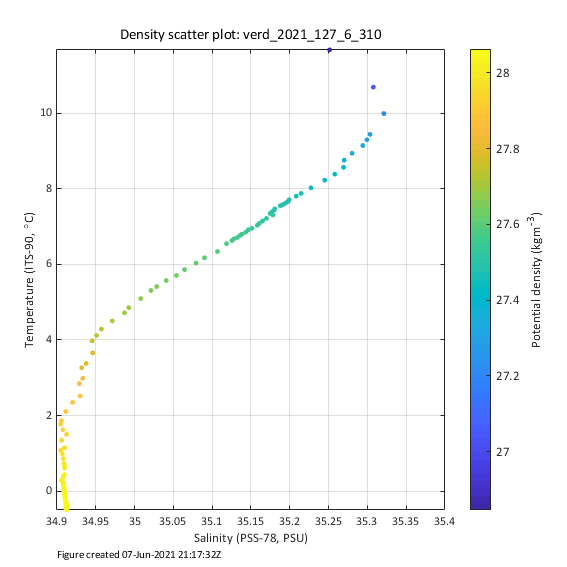 Density scatter plot: verd_2021_127_6_310
10
8
6
4
2
0
Temperature (ITS-90, °C)
34.9 34.95 35 35.05 35.1 35.15 35.2 35.25 35.3 35.35 35.4
Salinity (PSS-78, PSU)
28
27.8
27.6
27.4
27.2
27
Potential density (kgm⁻³)
Figure created 07-Jun-2021 21:17:32Z